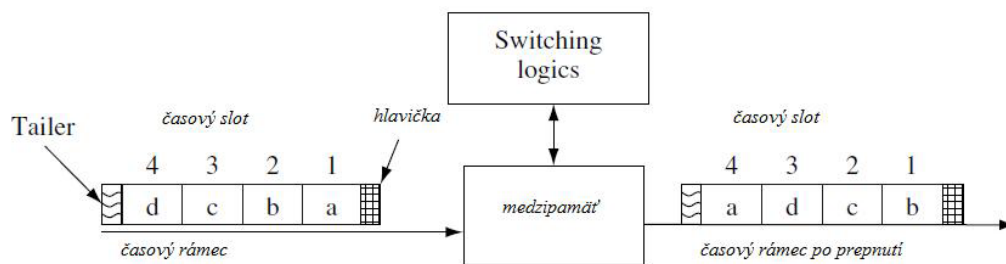 Switching
logics
časový slot
hlavička
časový slot
Tailer
4 3 2 1
4 3 2 1
d c b a
medzipamäť
a d c b
časový rámec
časový rámec po prepnutí